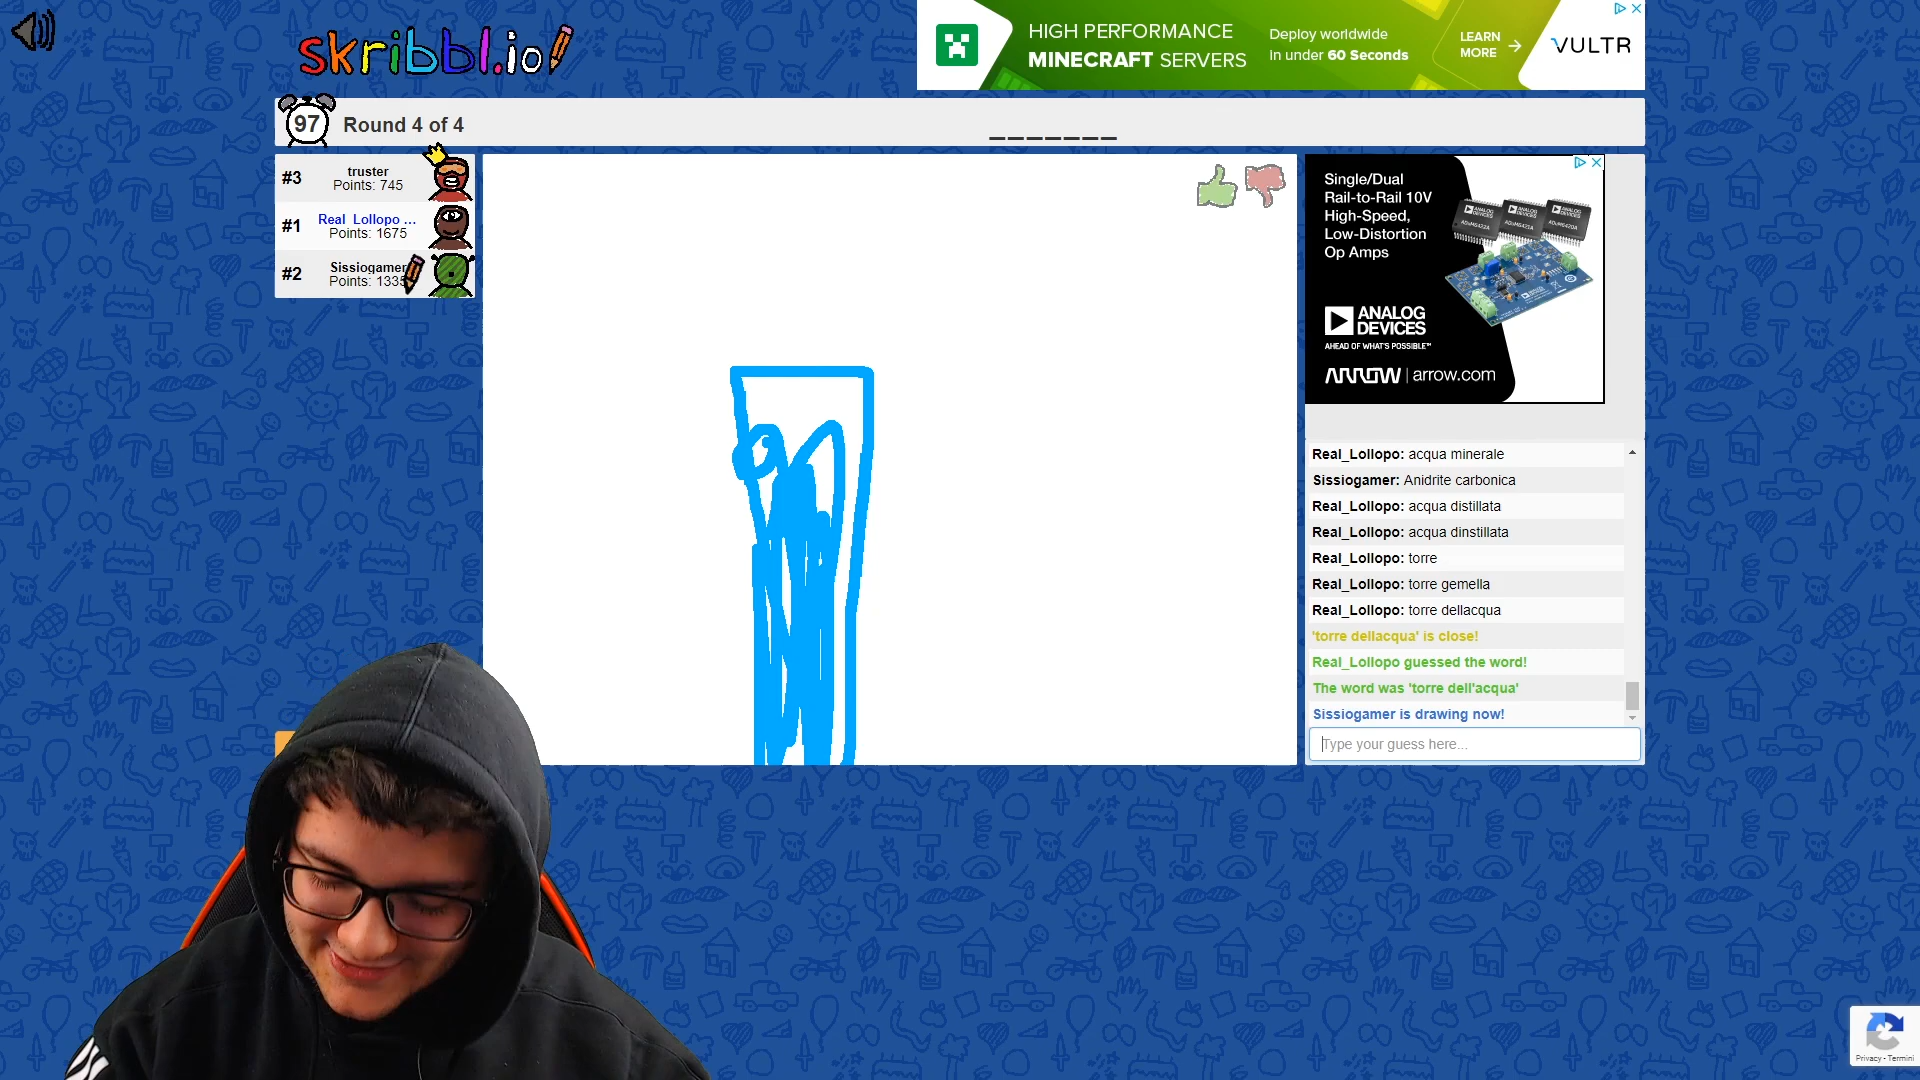 skribbl.io
HIGH PERFORMANCE
MINECRAFT SERVERS
Deploy worldwide
in under 60 Seconds
LEARN
MORE
VULTR
97
Round 4 of 4
_______
#3
truster
Points: 745
#1
Real_Lollopo ...
Points: 1675
#2
Sissiogamer
Points: 1335
Single/Dual
Rail-to-Rail 10V
High-Speed,
Low-Distortion
Op Amps
ANALOG
DEVICES
AHEAD OF WHAT'S POSSIBLE™
ARROW | arrow.com
Real_Lollopo: acqua minerale
Sissiogamer: Anidrite carbonica
Real_Lollopo: acqua distillata
Real_Lollopo: acqua dinstillata
Real_Lollopo: torre
Real_Lollopo: torre gemella
Real_Lollopo: torre dellacqua
'torre dellacqua' is close!
Real_Lollopo guessed the word!
The word was 'torre dell'acqua'
Sissiogamer is drawing now!
Type your guess here...
Privacy - Termini